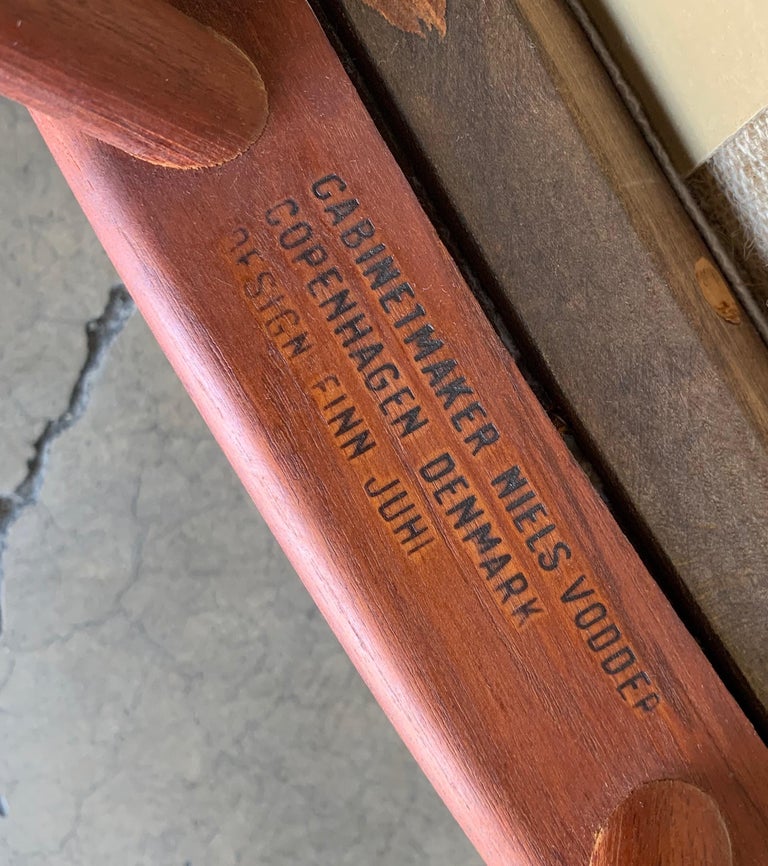 CABINETMAKER NIELS VODDER
COPENHAGEN DENMARK
DESIGN FINN JUHL